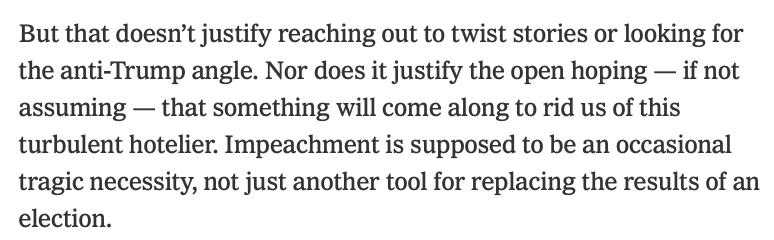 But that doesn’t justify reaching out to twist stories or looking for
the anti-Trump angle. Nor does it justify the open hoping — if not
assuming — that something will come along to rid us of this
turbulent hotelier. Impeachment is supposed to be an occasional
tragic necessity, not just another tool for replacing the results of an
election.